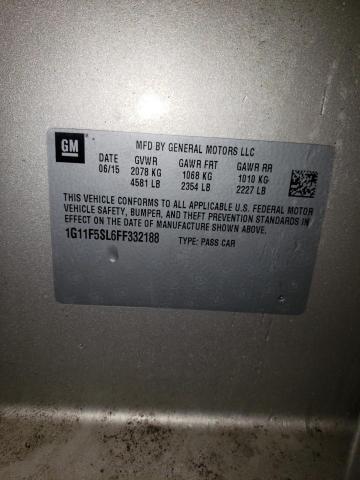 GM
MFD BY GENERAL MOTORS LLC
DATE GVWR GAWR FRT GAWR RR
06/15 2078 KG 1068 KG 1010 KG
4581 LB 2354 LB 2227 LB
THIS VEHICLE CONFORMS TO ALL APPLICABLE U.S. FEDERAL MOTOR
VEHICLE SAFETY, BUMPER, AND THEFT PREVENTION STANDARDS IN
EFFECT ON THE DATE OF MANUFACTURE SHOWN ABOVE.
1G11F5SL6FF332188 TYPE: PASS CAR